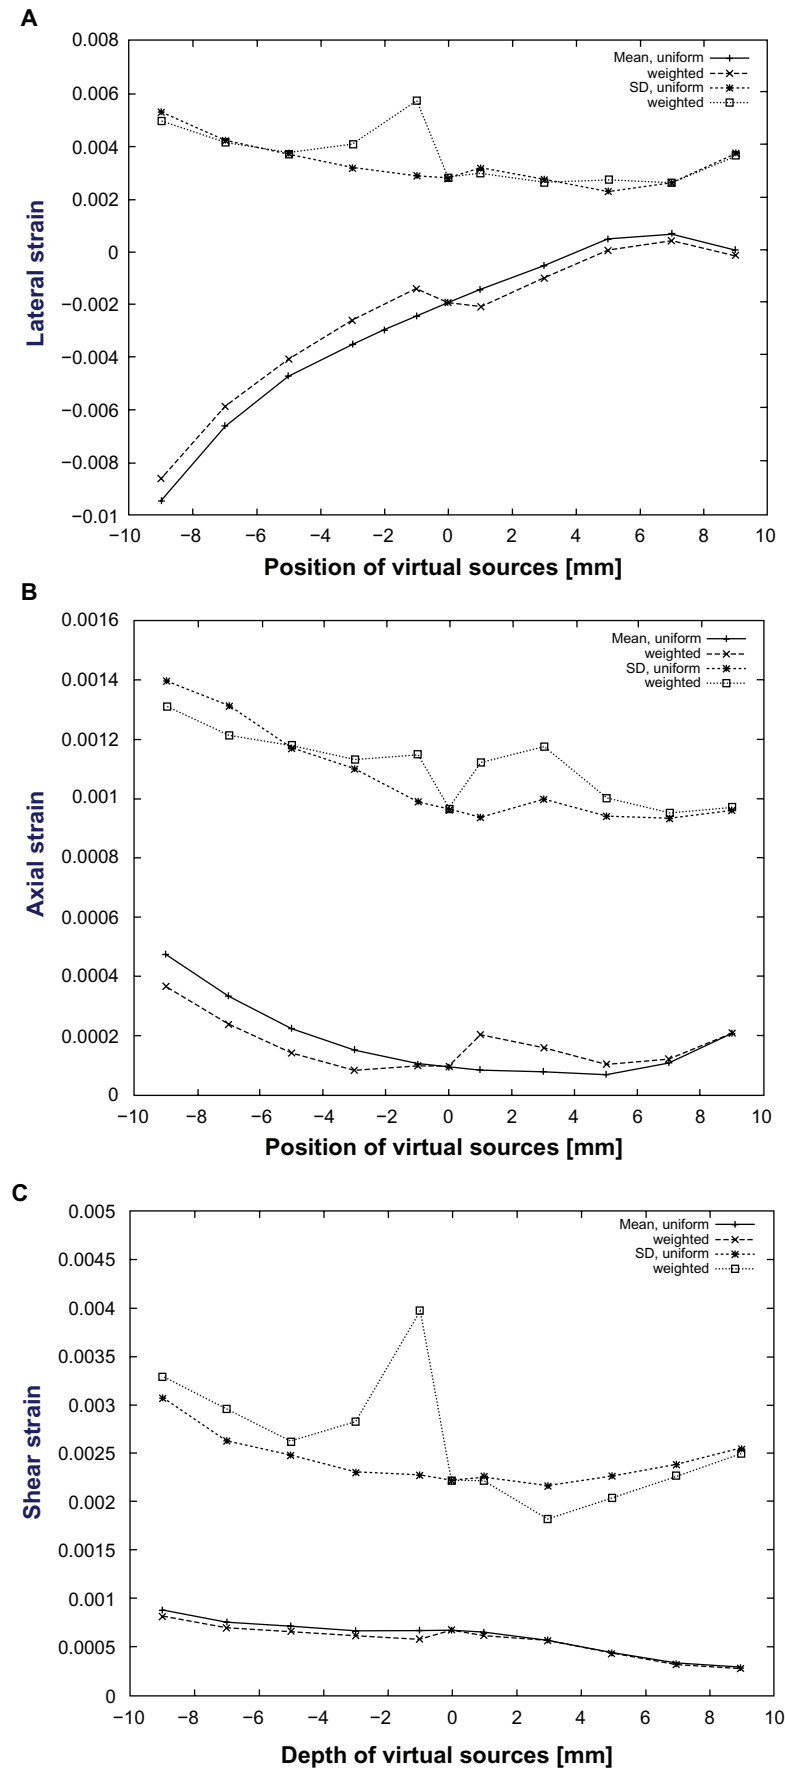 A
0.008
0.006
0.004
0.002
0
−0.002
−0.004
−0.006
−0.008
−0.01
Lateral strain
Mean, uniform
weighted
SD, uniform
weighted
−10 −8 −6 −4 −2 0 2 4 6 8 10
Position of virtual sources [mm]
B
0.0016
0.0014
0.0012
0.001
0.0008
0.0006
0.0004
0.0002
0
Axial strain
Mean, uniform
weighted
SD, uniform
weighted
−10 −8 −6 −4 −2 0 2 4 6 8 10
Position of virtual sources [mm]
C
0.005
0.0045
0.004
0.0035
0.003
0.0025
0.002
0.0015
0.001
0.0005
0
Shear strain
Mean, uniform
weighted
SD, uniform
weighted
−10 −8 −6 −4 −2 0 2 4 6 8 10
Depth of virtual sources [mm]